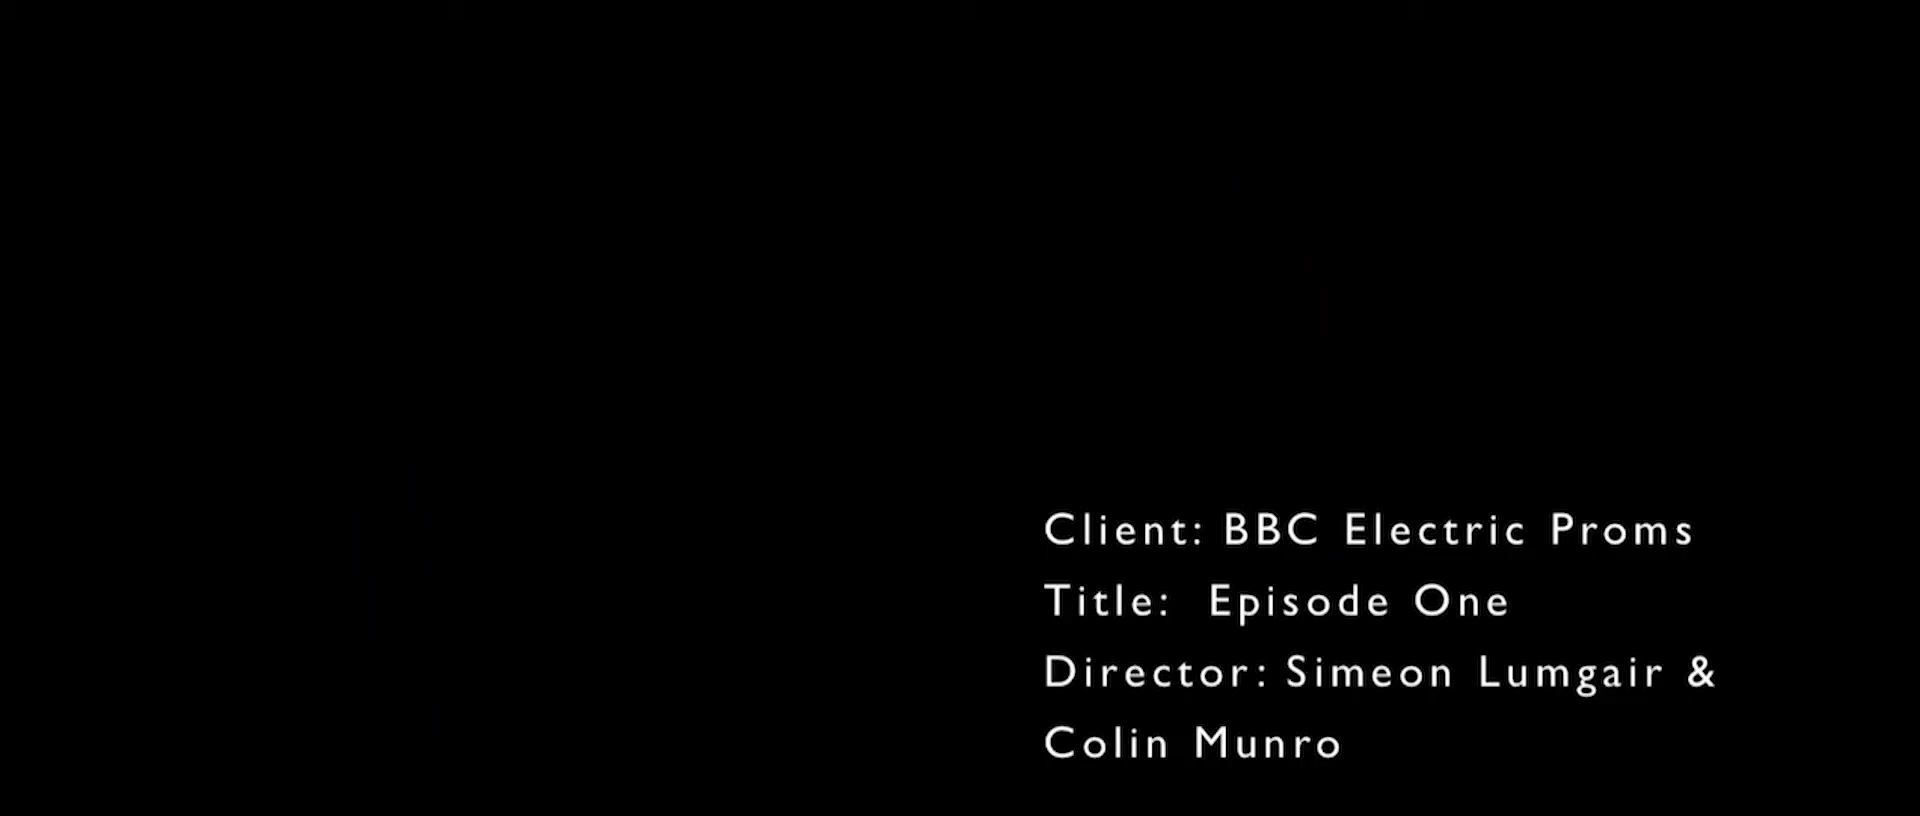 Client: BBC Electric Proms
Title: Episode One
Director: Simeon Lumgair &
Colin Munro